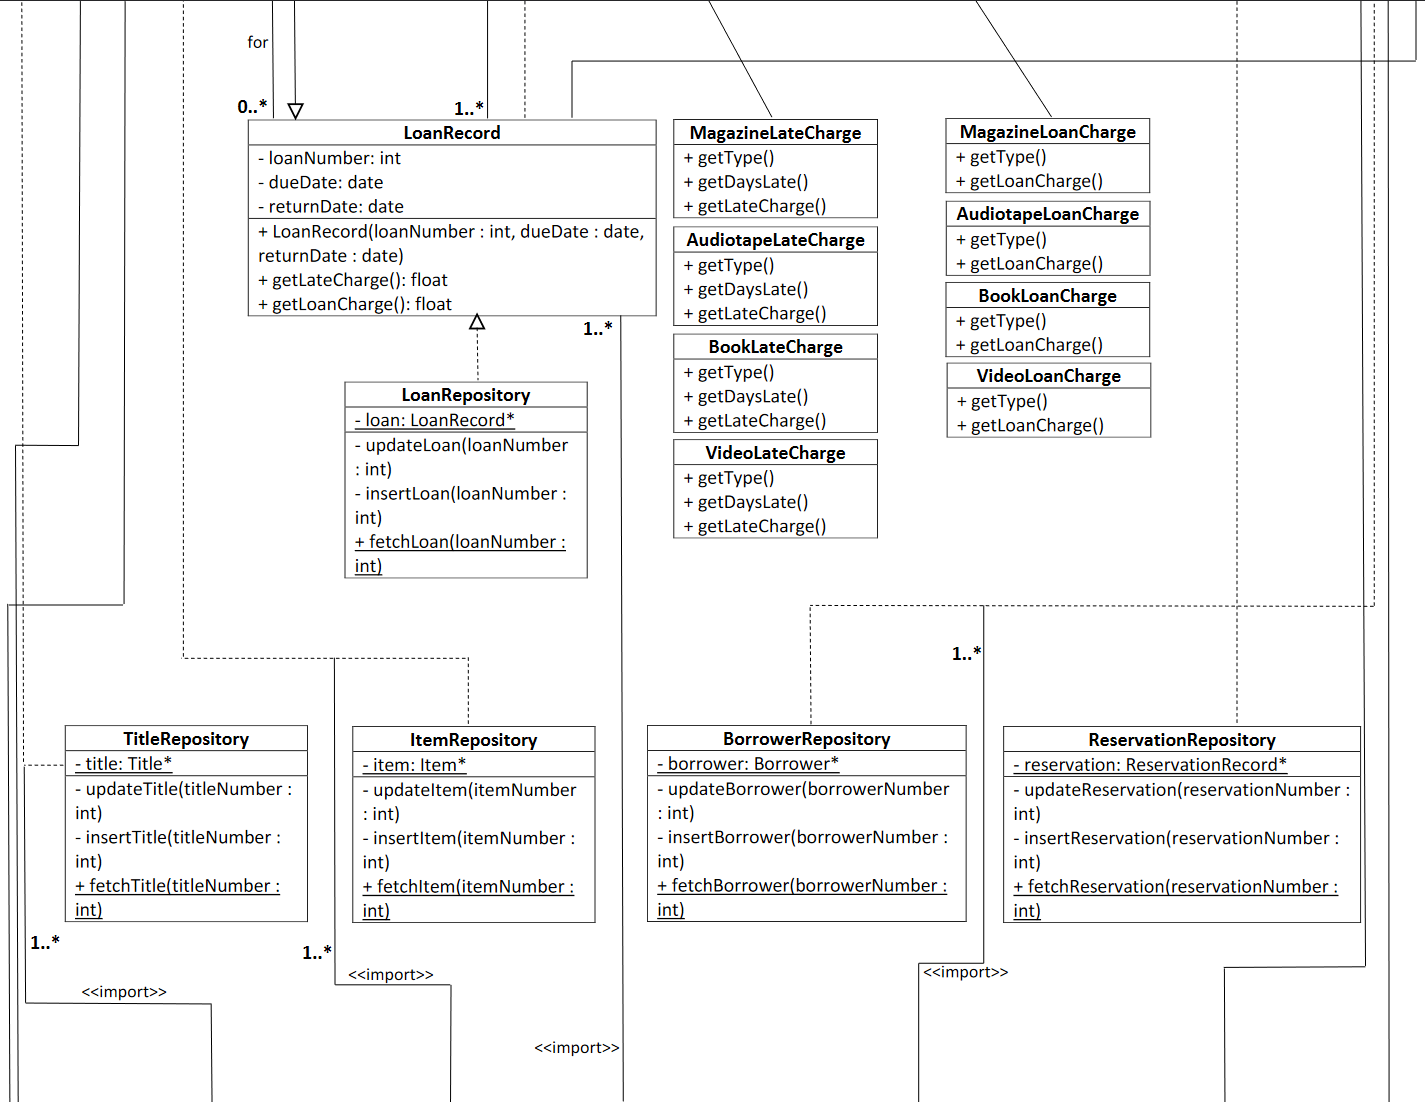 for
0..*
1..*
LoanRecord
- loanNumber: int
- dueDate: date
- returnDate: date
+ LoanRecord(loanNumber : int, dueDate : date,
returnDate : date)
+ getLateCharge(): float
+ getLoanCharge(): float
1..*
MagazineLateCharge
+ getType()
+ getDaysLate()
+ getLateCharge()
AudiotapeLateCharge
+ getType()
+ getDaysLate()
+ getLateCharge()
BookLateCharge
+ getType()
+ getDaysLate()
+ getLateCharge()
VideoLateCharge
+ getType()
+ getDaysLate()
+ getLateCharge()
MagazineLoanCharge
+ getType()
+ getLoanCharge()
AudiotapeLoanCharge
+ getType()
+ getLoanCharge()
BookLoanCharge
+ getType()
+ getLoanCharge()
VideoLoanCharge
+ getType()
+ getLoanCharge()
LoanRepository
- loan: LoanRecord*
- updateLoan(loanNumber
: int)
- insertLoan(loanNumber :
int)
+ fetchLoan(loanNumber :
int)
1..*
TitleRepository
- title: Title*
- updateTitle(titleNumber :
int)
- insertTitle(titleNumber :
int)
+ fetchTitle(titleNumber :
int)
ItemRepository
- item: Item*
- updateItem(itemNumber
: int)
- insertItem(itemNumber :
int)
+ fetchItem(itemNumber :
int)
BorrowerRepository
- borrower: Borrower*
- updateBorrower(borrowerNumber
: int)
- insertBorrower(borrowerNumber :
int)
+ fetchBorrower(borrowerNumber :
int)
ReservationRepository
- reservation: ReservationRecord*
- updateReservation(reservationNumber :
int)
- insertReservation(reservationNumber :
int)
+ fetchReservation(reservationNumber :
int)
1..*
1..*
<<import>>
<<import>>
<<import>>
<<import>>